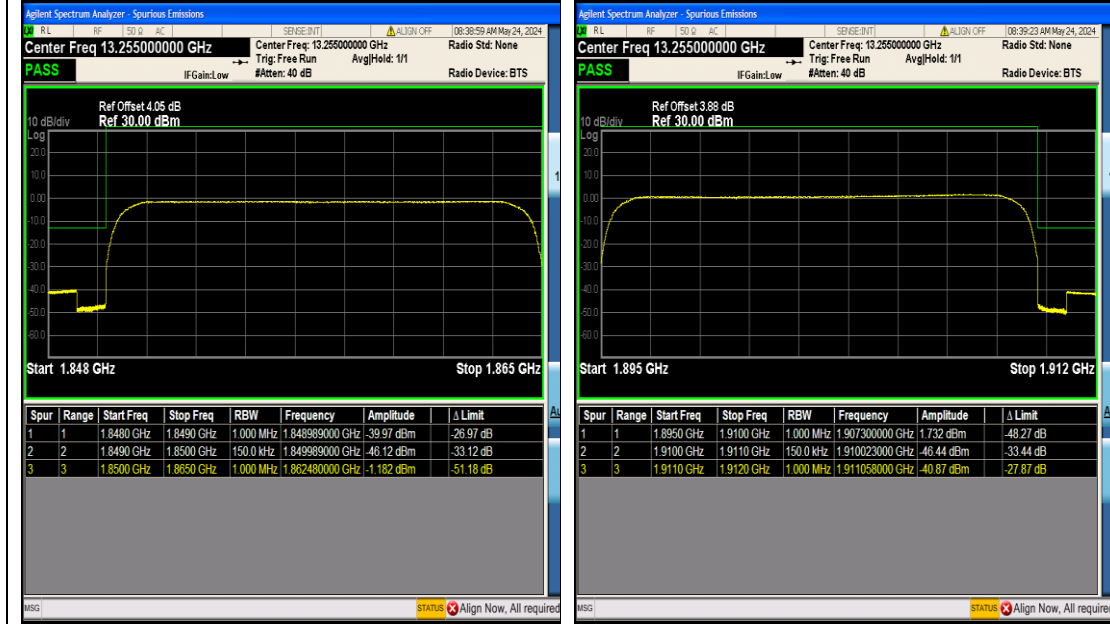 Agilent Spectrum Analyzer - Spurious Emissions
RL RF 50 Ω AC SENSE:INT ALIGN OFF 08:38:59 AM May 24, 2024
Center Freq 13.255000000 GHz
Center Freq: 13.255000000 GHz
Radio Std: None
Trig: Free Run Avg|Hold: 1/1
PASS
IFGain:Low
#Atten: 40 dB
Radio Device: BTS
Ref Offset 4.05 dB
10 dB/div Ref 30.00 dBm
Log
20.0
10.0
0.00
-10.0
-20.0
-30.0
-40.0
-50.0
-60.0
Start 1.848 GHz Stop 1.865 GHz
Spur Range Start Freq Stop Freq RBW Frequency Amplitude Δ Limit
1 1 1.8480 GHz 1.8490 GHz 1.000 MHz 1.848989000 GHz -39.97 dBm -26.97 dB
2 2 1.8490 GHz 1.8500 GHz 150.0 kHz 1.849989000 GHz -46.12 dBm -33.12 dB
3 3 1.8500 GHz 1.8650 GHz 1.000 MHz 1.862480000 GHz -1.182 dBm -51.18 dB
MSG STATUS Align Now, All required
Agilent Spectrum Analyzer - Spurious Emissions
RL RF 50 Ω AC SENSE:INT ALIGN OFF 08:39:23 AM May 24, 2024
Center Freq 13.255000000 GHz
Center Freq: 13.255000000 GHz
Radio Std: None
Trig: Free Run Avg|Hold: 1/1
PASS
IFGain:Low
#Atten: 40 dB
Radio Device: BTS
Ref Offset 3.88 dB
10 dB/div Ref 30.00 dBm
Log
20.0
10.0
0.00
-10.0
-20.0
-30.0
-40.0
-50.0
-60.0
Start 1.895 GHz Stop 1.912 GHz
Spur Range Start Freq Stop Freq RBW Frequency Amplitude Δ Limit
1 1 1.8950 GHz 1.9100 GHz 1.000 MHz 1.907300000 GHz 1.732 dBm -48.27 dB
2 2 1.9100 GHz 1.9110 GHz 150.0 kHz 1.910023000 GHz -46.44 dBm -33.44 dB
3 3 1.9110 GHz 1.9120 GHz 1.000 MHz 1.911058000 GHz -40.87 dBm -27.87 dB
MSG STATUS Align Now, All require